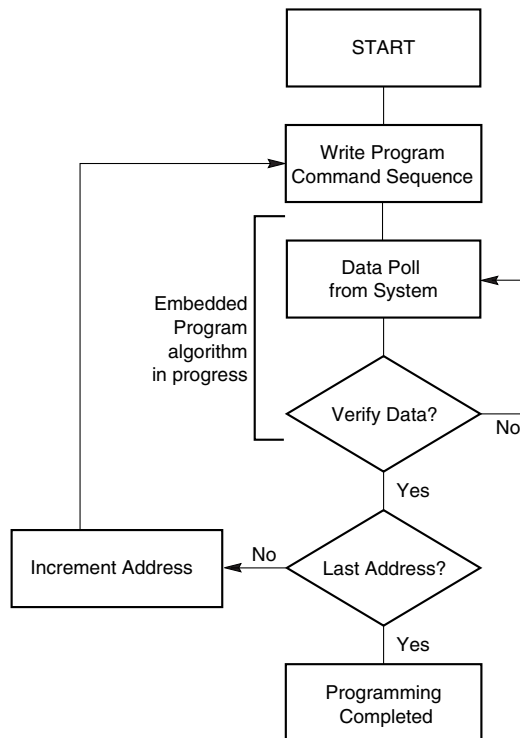 START
Write Program
Command Sequence
Data Poll
from System
Embedded
Program
algorithm
in progress
Verify Data?
No
Yes
No
Increment Address
Last Address?
Yes
Programming
Completed